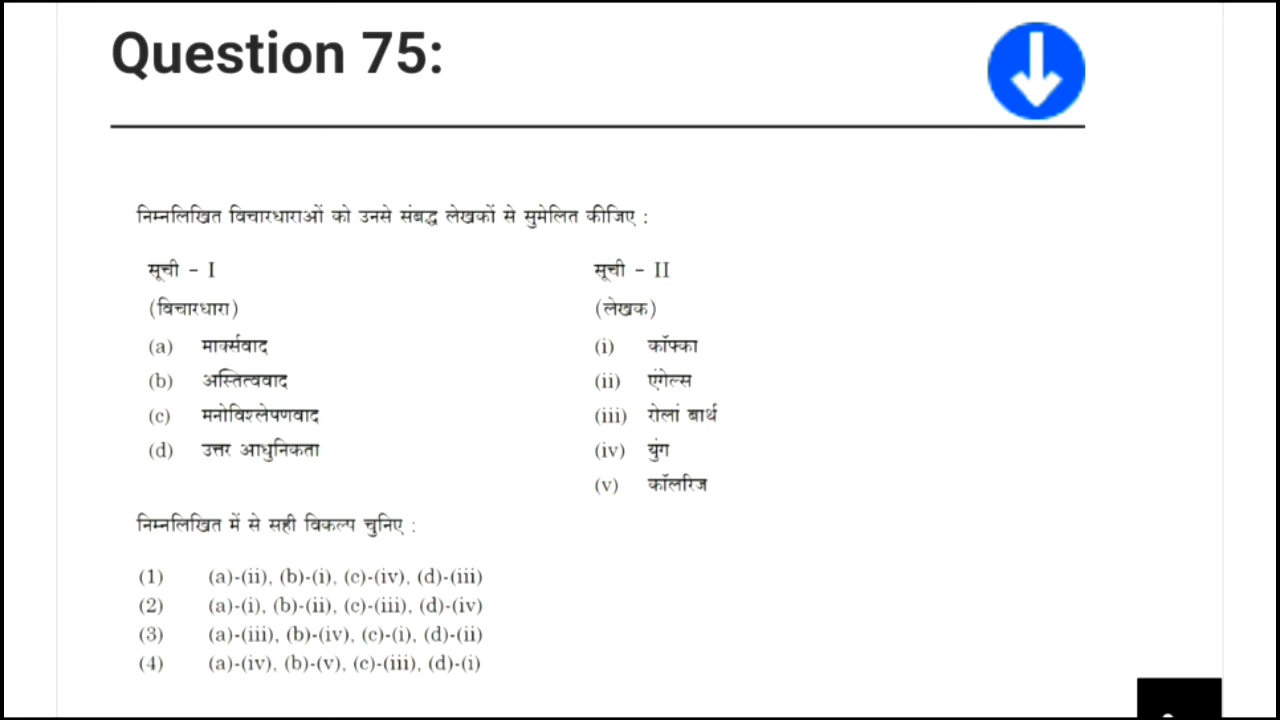 Question 75:
निम्नलिखित विचारधाराओं को उनसे संबद्ध लेखकों से सुमेलित कीजिए :
सूची - I सूची - II
(विचारधारा) (लेखक)
(a) मार्क्सवाद (i) कॉफ्का
(b) अस्तित्ववाद (ii) एंगेल्स
(c) मनोविश्लेषणवाद (iii) रोलां बार्थ
(d) उत्तर आधुनिकता (iv) युंग
(v) कॉलरिज
निम्नलिखित में से सही विकल्प चुनिए :
(1) (a)-(ii), (b)-(i), (c)-(iv), (d)-(iii)
(2) (a)-(i), (b)-(ii), (c)-(iii), (d)-(iv)
(3) (a)-(iii), (b)-(iv), (c)-(i), (d)-(ii)
(4) (a)-(iv), (b)-(v), (c)-(iii), (d)-(i)